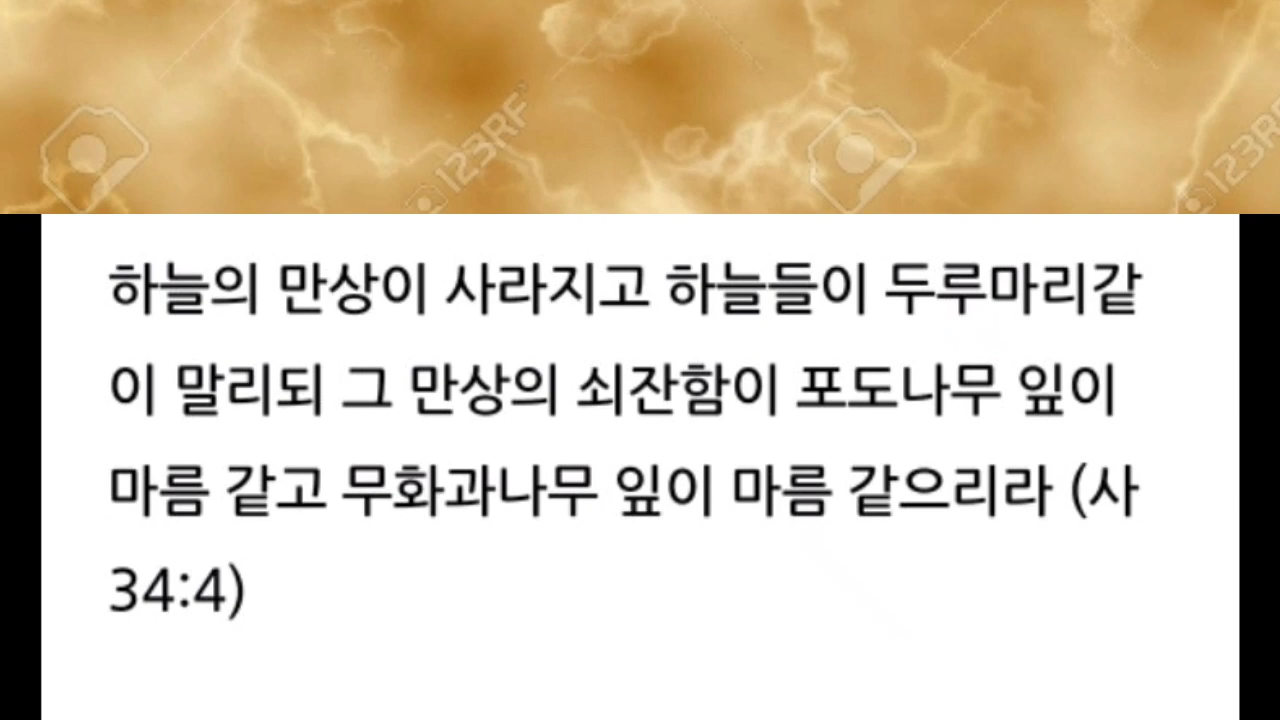 123RF
123RF
하늘의 만상이 사라지고 하늘들이 두루마리같
이 말리되 그 만상의 쇠잔함이 포도나무 잎이
마름 같고 무화과나무 잎이 마름 같으리라 (사
34:4)